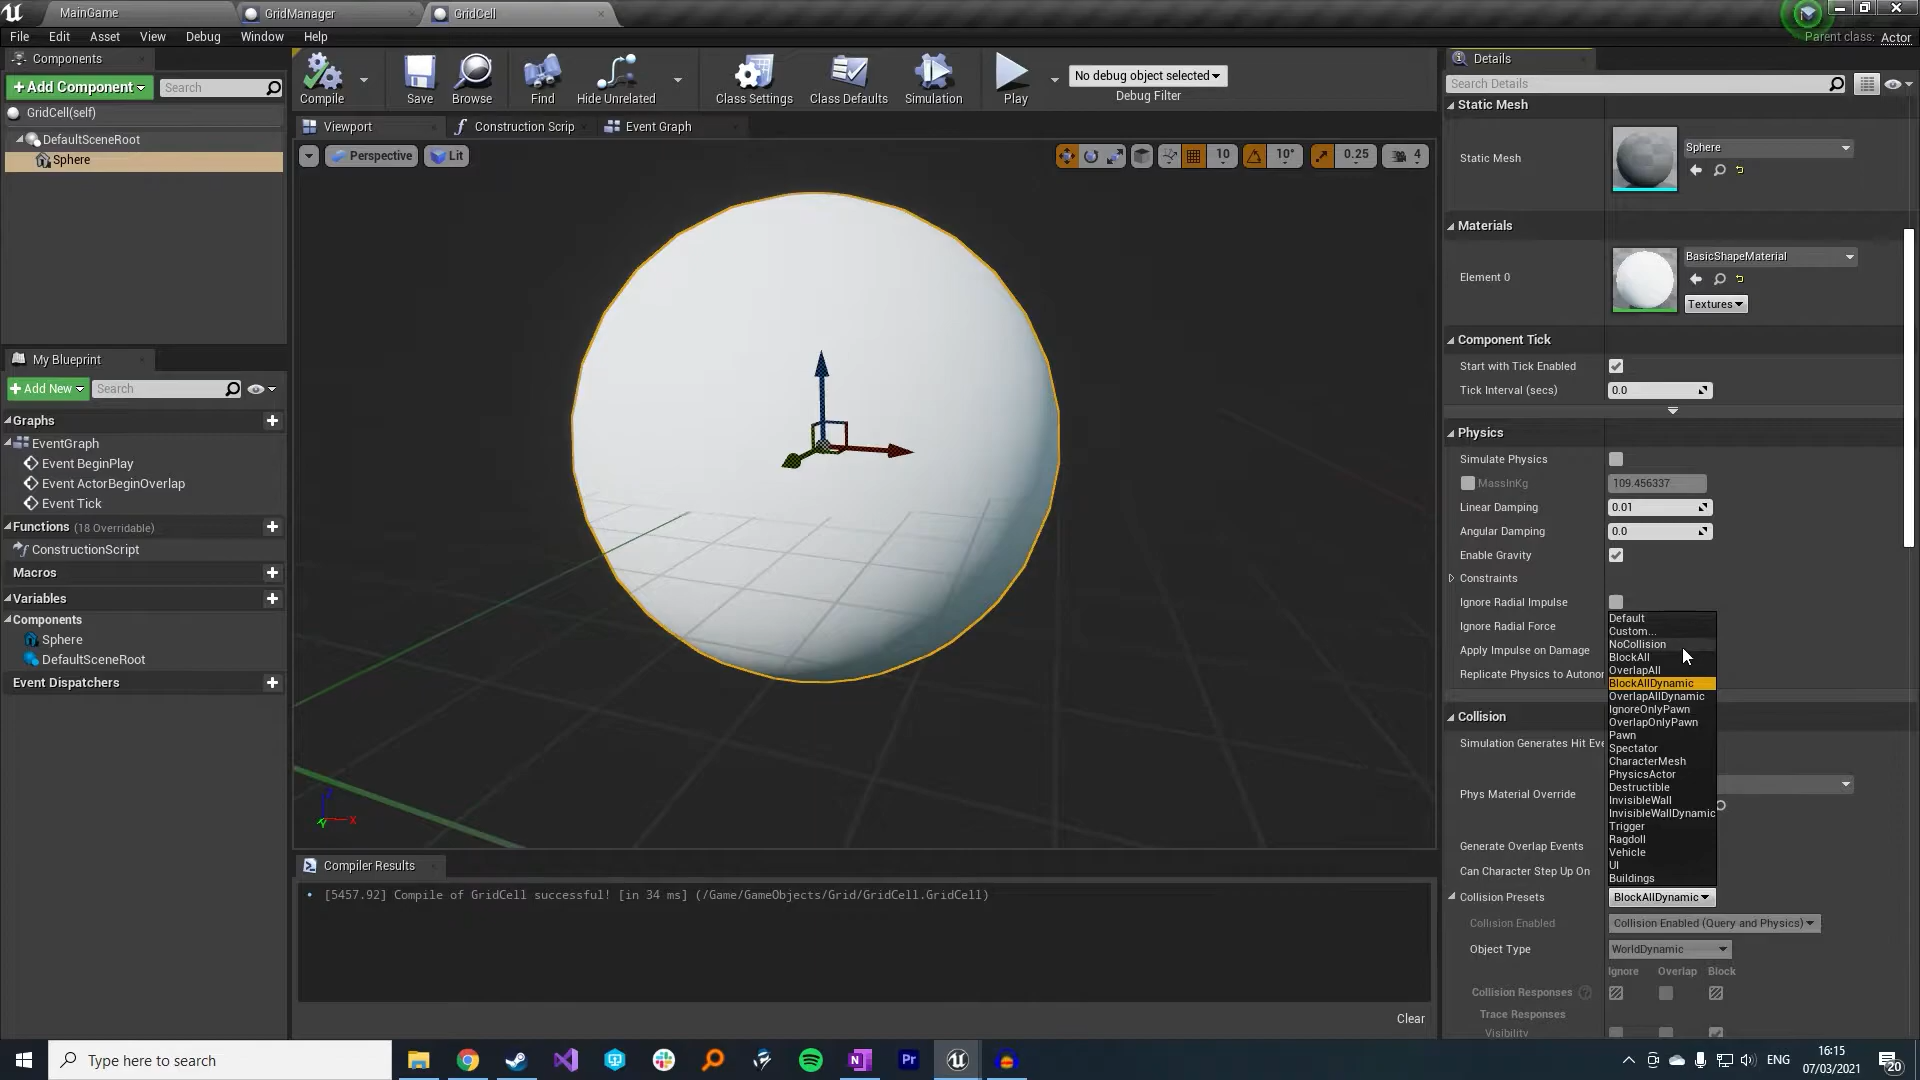 MainGame
GridManager
GridCell
File Edit Asset View Debug Window Help
Parent class: Actor
Components
+Add Component
Search
GridCell(self)
DefaultSceneRoot
Sphere
My Blueprint
+Add New
Search
Graphs
EventGraph
Event BeginPlay
Event ActorBeginOverlap
Event Tick
Functions (18 Overridable)
ConstructionScript
Macros
Variables
Components
Sphere
DefaultSceneRoot
Event Dispatchers
Compile
Save
Browse
Find
Hide Unrelated
Class Settings
Class Defaults
Simulation
Play
No debug object selected
Debug Filter
Viewport
Construction Scrip
Event Graph
Perspective
Lit
10
10°
0.25
4
X
Y
Compiler Results
[5457.92] Compile of GridCell successful! [in 34 ms] (/Game/GameObjects/Grid/GridCell.GridCell)
Clear
Details
Search Details
Static Mesh
Static Mesh
Sphere
Materials
Element 0
BasicShapeMaterial
Textures
Component Tick
Start with Tick Enabled
Tick Interval (secs) 0.0
Physics
Simulate Physics
MassInKg 109.456337
Linear Damping 0.01
Angular Damping 0.0
Enable Gravity
Constraints
Ignore Radial Impulse
Ignore Radial Force
Apply Impulse on Damage
Replicate Physics to Autonor
Default
Custom...
NoCollision
BlockAll
OverlapAll
BlockAllDynamic
OverlapAllDynamic
IgnoreOnlyPawn
OverlapOnlyPawn
Pawn
Spectator
CharacterMesh
PhysicsActor
Destructible
InvisibleWall
InvisibleWallDynamic
Trigger
Ragdoll
Vehicle
UI
Buildings
Collision
Simulation Generates Hit Eve
Phys Material Override
Generate Overlap Events
Can Character Step Up On
Collision Presets BlockAllDynamic
Collision Enabled Collision Enabled (Query and Physics)
Object Type WorldDynamic
Ignore Overlap Block
Collision Responses
Trace Responses
Visibility
Type here to search
Pr
ENG
16:15
07/03/2021
20